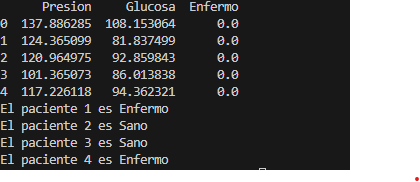 Presion Glucosa Enfermo
0 137.886285 108.153064 0.0
1 124.365099 81.837499 0.0
2 120.964975 92.859843 0.0
3 101.365073 86.013838 0.0
4 117.226118 94.362321 0.0
El paciente 1 es Enfermo
El paciente 2 es Sano
El paciente 3 es Sano
El paciente 4 es Enfermo